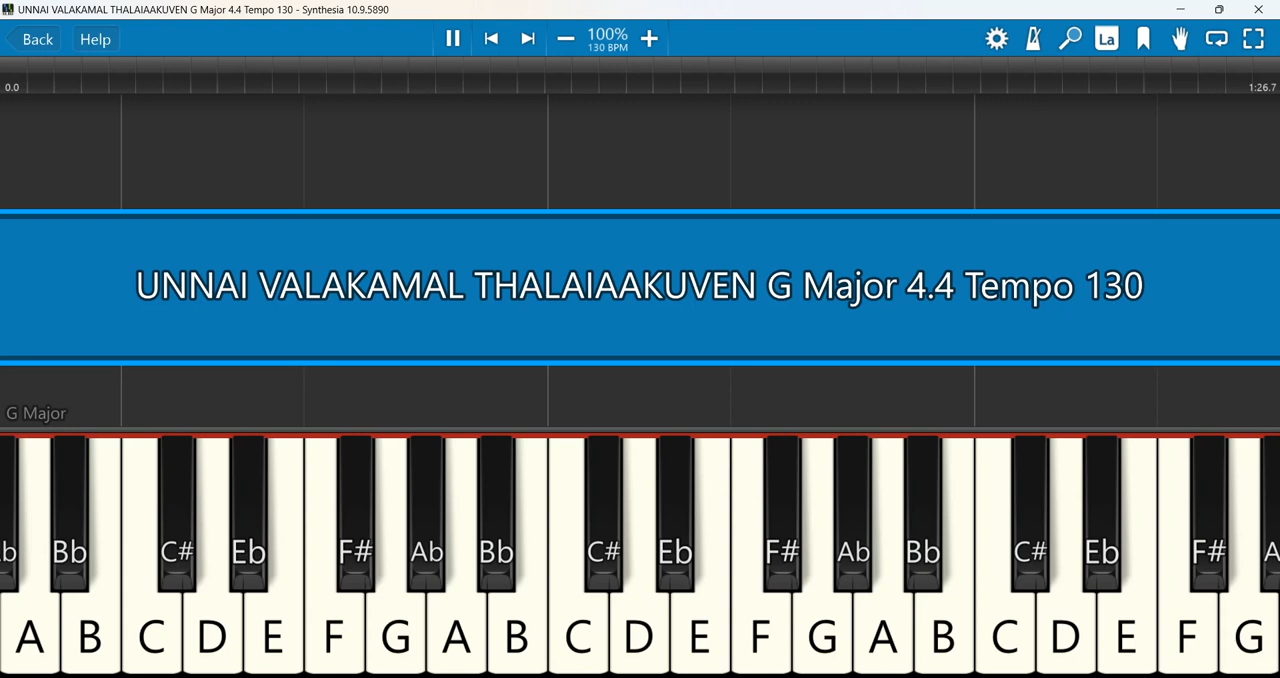 UNNAI VALAKAMAL THALAIAAKUVEN G Major 4.4 Tempo 130 - Synthesia 10.9.5890
Back Help 100% La
130 BPM
0.0 1:26.7
UNNAI VALAKAMAL THALAIAAKUVEN G Major 4.4 Tempo 130
G Major
Bb C# Eb F# Ab Bb C# Eb F# Ab Bb C# Eb F#
A B C D E F G A B C D E F G A B C D E F G